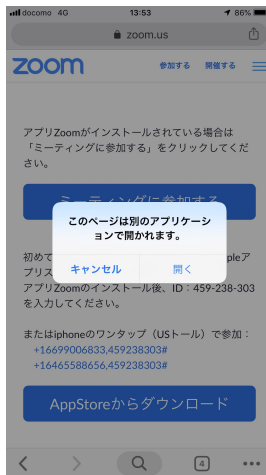 docomo 4G 13:53 86%
zoom.us
zoom 参加する 開催する
アプリZoomがインストールされている場合は
「ミーティングに参加する」をクリックしてくだ
さい。
ミーティングに参加する
このページは別のアプリケーシ
ョンで開かれます。
キャンセル 開く
初めて
pleア
プリス
アプリZoomのインストール後、ID：459-238-303
を入力してください。
またはiphoneのワンタップ（USトール）で参加：
+16699006833,459238303#
+16465588656,459238303#
AppStoreからダウンロード
4